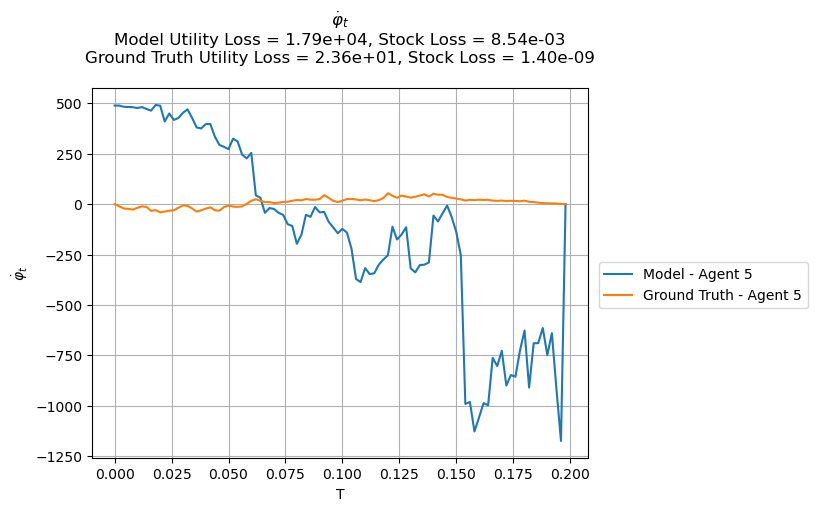 φ̇ₜ
Model Utility Loss = 1.79e+04, Stock Loss = 8.54e-03
Ground Truth Utility Loss = 2.36e+01, Stock Loss = 1.40e-09
500
250
0
−250
−500
−750
−1000
−1250
φ̇ₜ
0.000 0.025 0.050 0.075 0.100 0.125 0.150 0.175 0.200
T
Model - Agent 5
Ground Truth - Agent 5